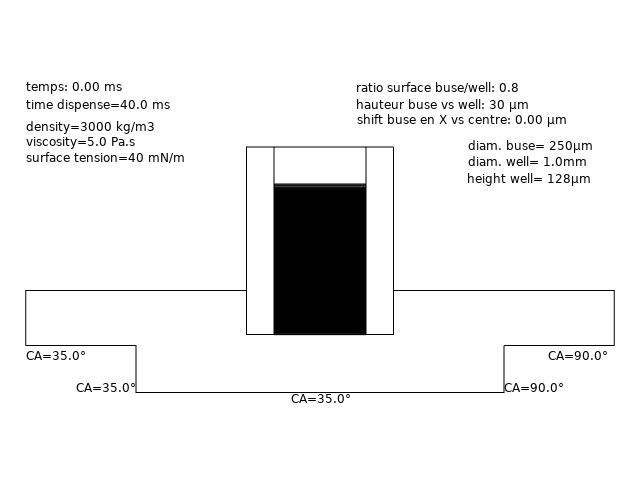 temps: 0.00 ms
time dispense=40.0 ms
density=3000 kg/m3
viscosity=5.0 Pa.s
surface tension=40 mN/m
ratio surface buse/well: 0.8
hauteur buse vs well: 30 µm
shift buse en X vs centre: 0.00 µm
diam. buse= 250µm
diam. well= 1.0mm
height well= 128µm
CA=35.0°
CA=90.0°
CA=35.0°
CA=90.0°
CA=35.0°